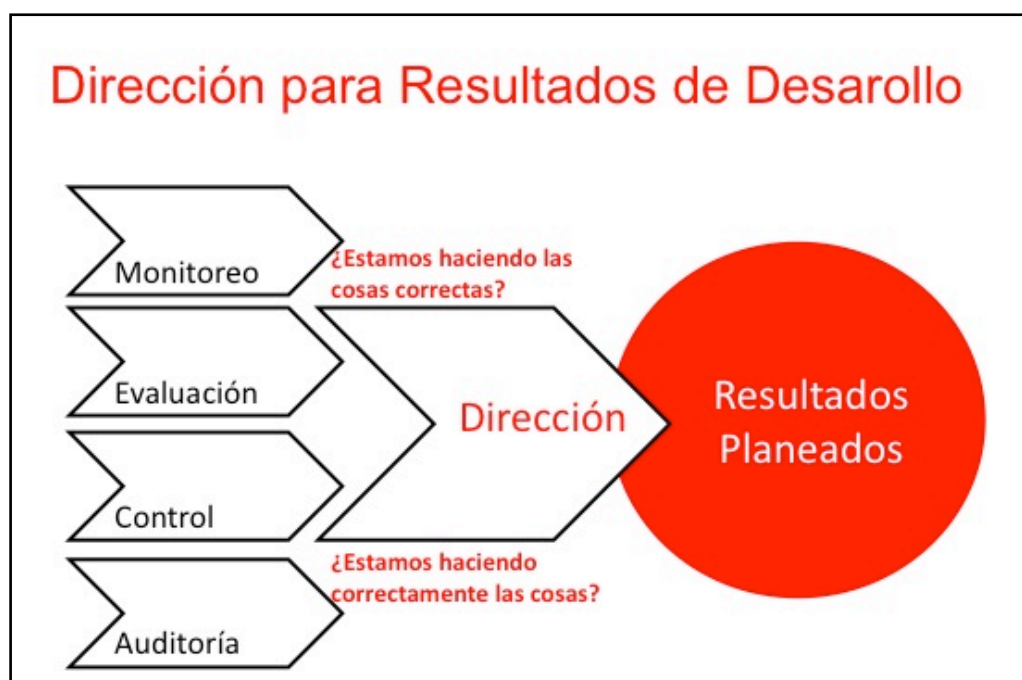 Dirección para Resultados de Desarollo
Monitoreo
¿Estamos haciendo las
cosas correctas?
Evaluación
Dirección
Resultados
Planeados
Control
¿Estamos haciendo
correctamente las cosas?
Auditoría